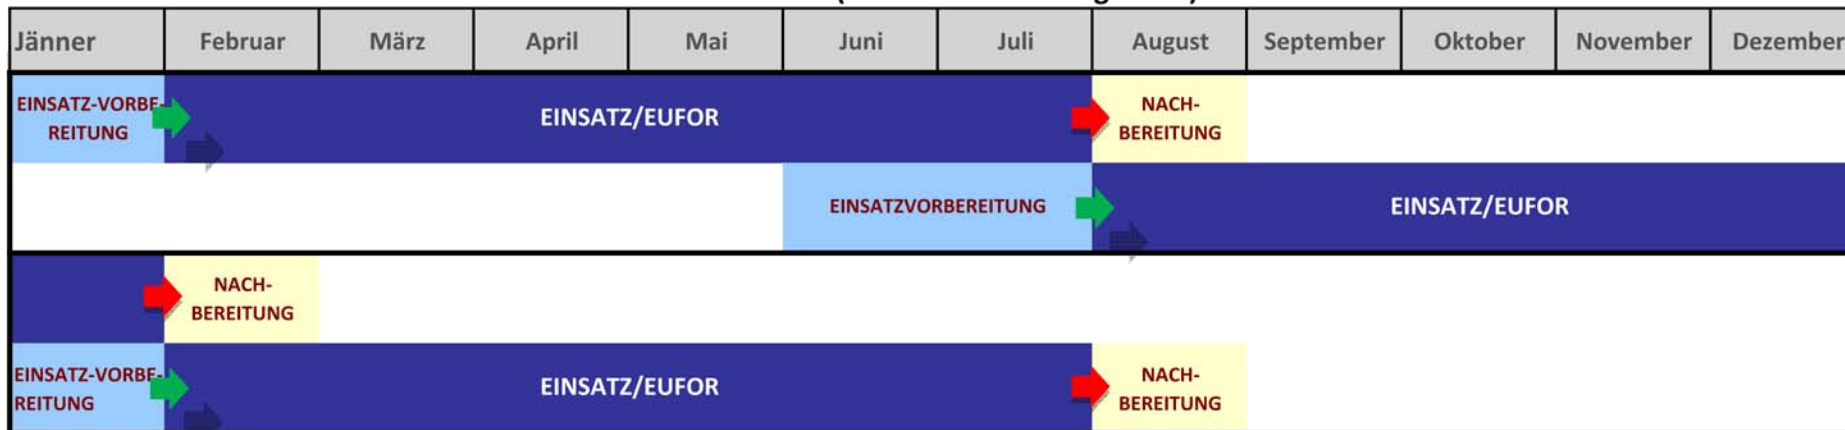 Jänner Februar März April Mai Juni Juli August September Oktober November Dezember
EINSATZ-VORBE-
REITUNG
EINSATZ/EUFOR
NACH-
BEREITUNG
EINSATZVORBEREITUNG
EINSATZ/EUFOR
NACH-
BEREITUNG
EINSATZ-VORBE-
REITUNG
EINSATZ/EUFOR
NACH-
BEREITUNG